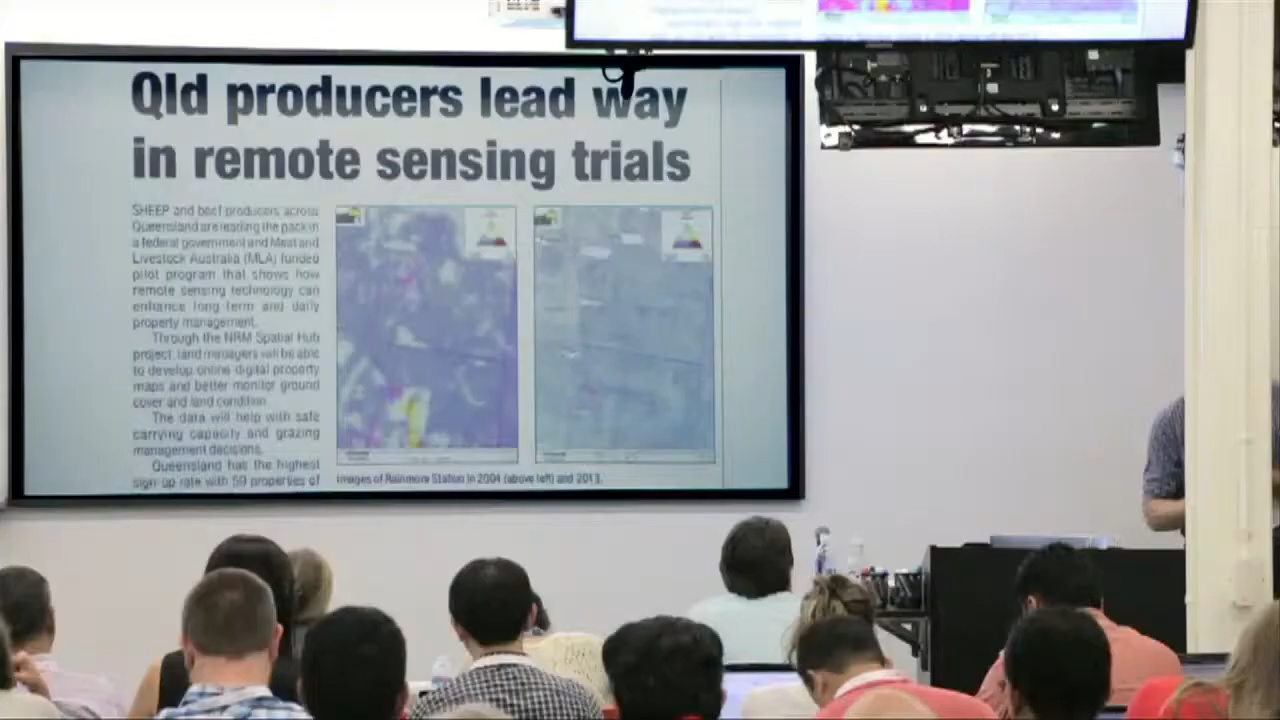 Qld producers lead way
in remote sensing trials
SHEEP and beef producers across
Queensland are leading the pack in
a federal government and Meat and
Livestock Australia (MLA) funded
pilot program that shows how
remote sensing technology can
enhance long term and daily
property management.
Through the NRM Spatial Hub
project, land managers will be able
to develop online digital property
maps and better monitor ground
cover and land condition.
The data will help with safe
carrying capacity and grazing
management decisions.
Queensland has the highest
sign-up rate with 59 properties of
Images of Rainmore Station in 2004 (above left) and 2013.